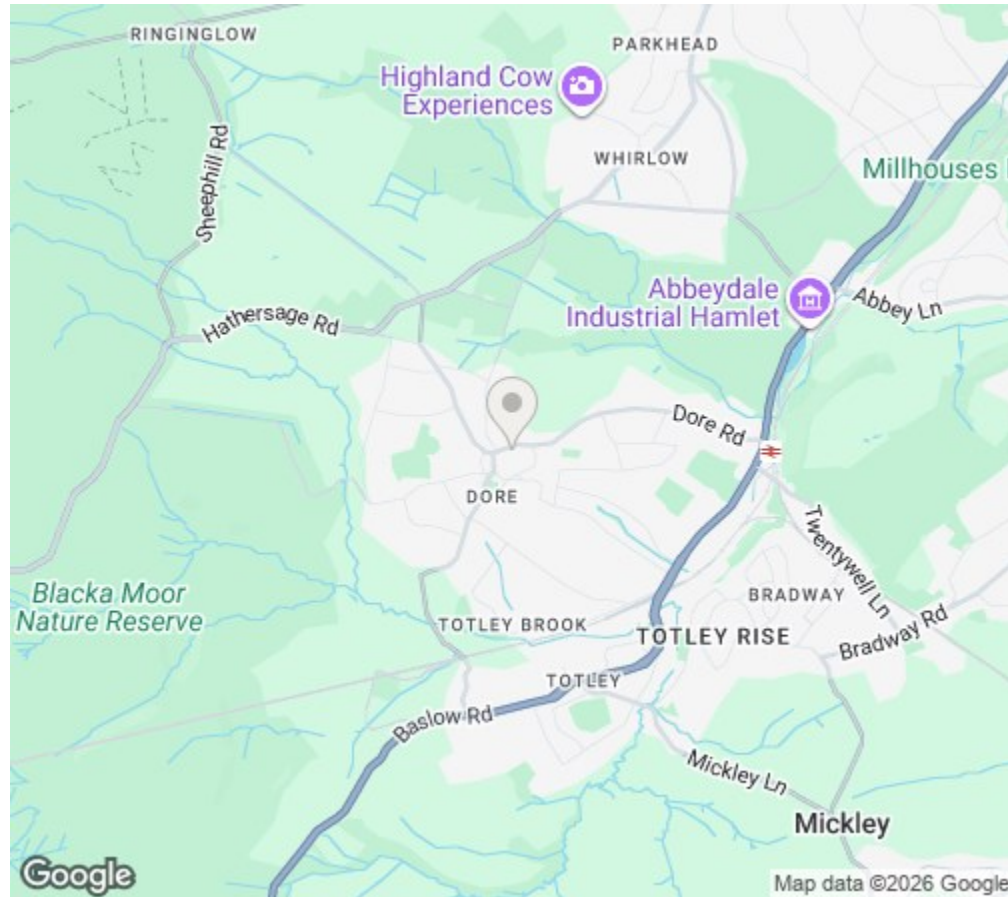 RINGINGLOW
PARKHEAD
Highland Cow
Experiences
WHIRLOW
Millhouses
Sheephill Rd
Abbeydale
Industrial Hamlet
Abbey Ln
Hathersage Rd
Dore Rd
DORE
Twentywell Ln
Blacka Moor
Nature Reserve
BRADWAY
TOTLEY BROOK
TOTLEY RISE
Bradway Rd
TOTLEY
Baslow Rd
Mickley Ln
Mickley
Google
Map data ©2026 Google